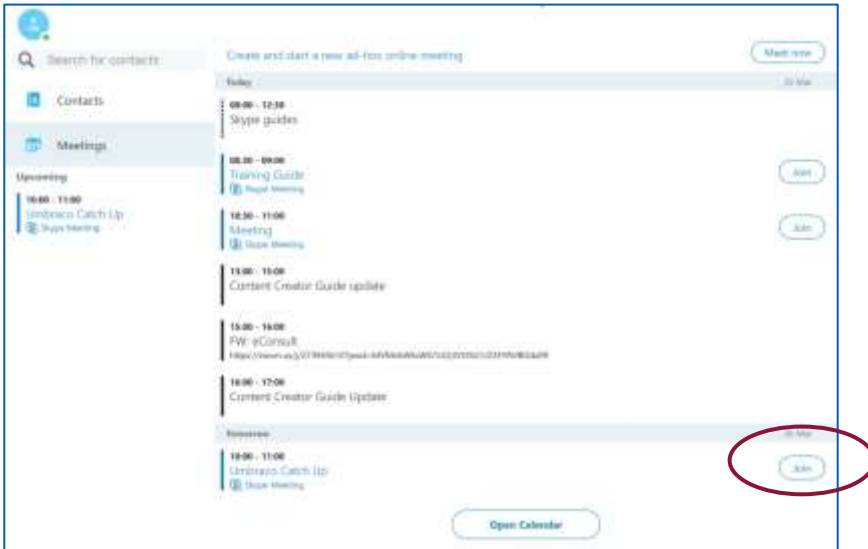 Search for contacts
Contacts
Meetings
Upcoming
10:00 - 11:00
Umbraco Catch Up
Skype Meeting
Create and start a new ad-hoc online meeting
Meet now
Today
Mar
- 12:30
Skype guides
08:30 - 09:00
Training Guide
Skype Meeting
Join
10:30 - 11:00
Meeting
Skype Meeting
Join
- 15:00
Content Creator Guide update
15:00 - 16:00
FW: eConsult
16:00 - 17:00
Content Creator Guide Update
Tomorrow
Mar
10:00 - 11:00
Umbraco Catch Up
Skype Meeting
Join
Open Calendar